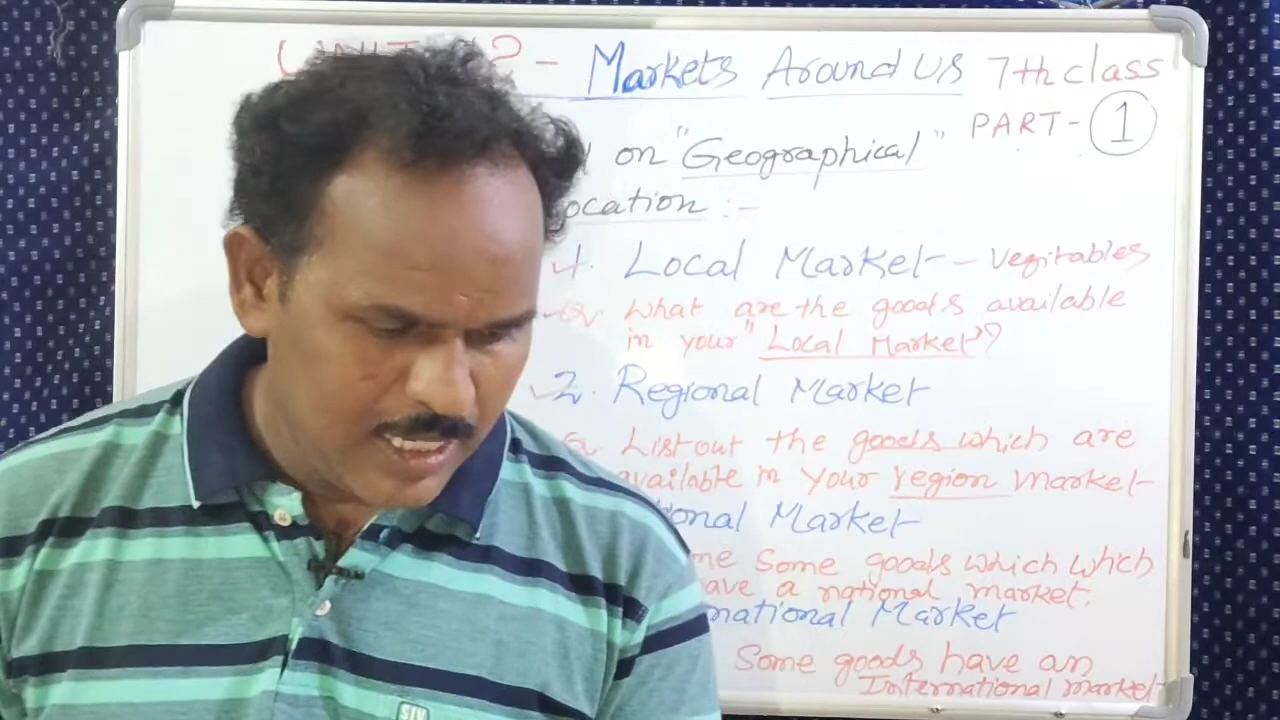 2 - Markets Around Us 7th class
PART- 1
on "Geographical"
ocation :-
1. Local Market - Vegitables
Q. What are the goods available
in your "Local Market"?
2. Regional Market
Q. List out the goods which are
available in your region market
onal Market
me Some goods which which
ave a national market.
national Market
Some goods have an
International market